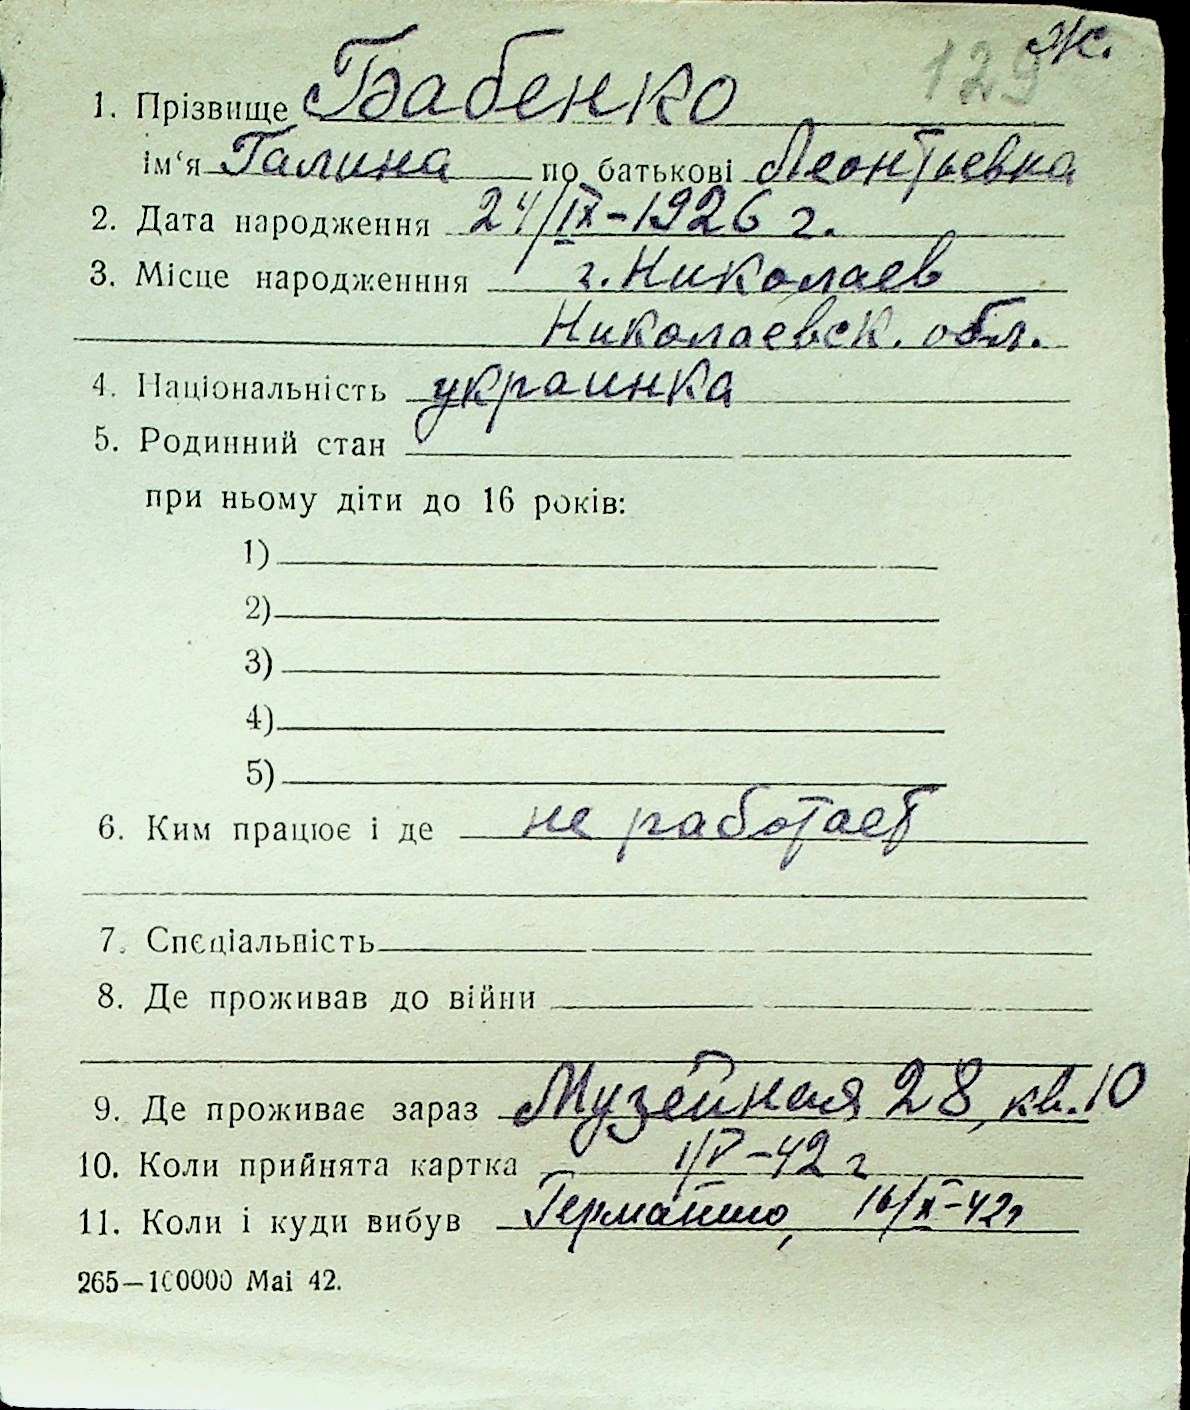 129 Ж.
1. Прізвище Бабенко
ім‘я Галина по батькові Леонтьевна
2. Дата народження 24/IX-1926 г.
3. Місце народженння г. Николаев
Николаевск. обл.
4. Національність украинка
5. Родинний стан
при ньому діти до 16 років:
1)
2)
3)
4)
5)
6. Ким працює і де не работает
7. Спєціальність
8. Де проживав до війни
9. Де проживає зараз Музейная 28, кв. 10
10. Коли прийнята картка 1/V-42 г
11. Коли і куди вибув Германию, 16/X-42г
265—100000 Mai 42.